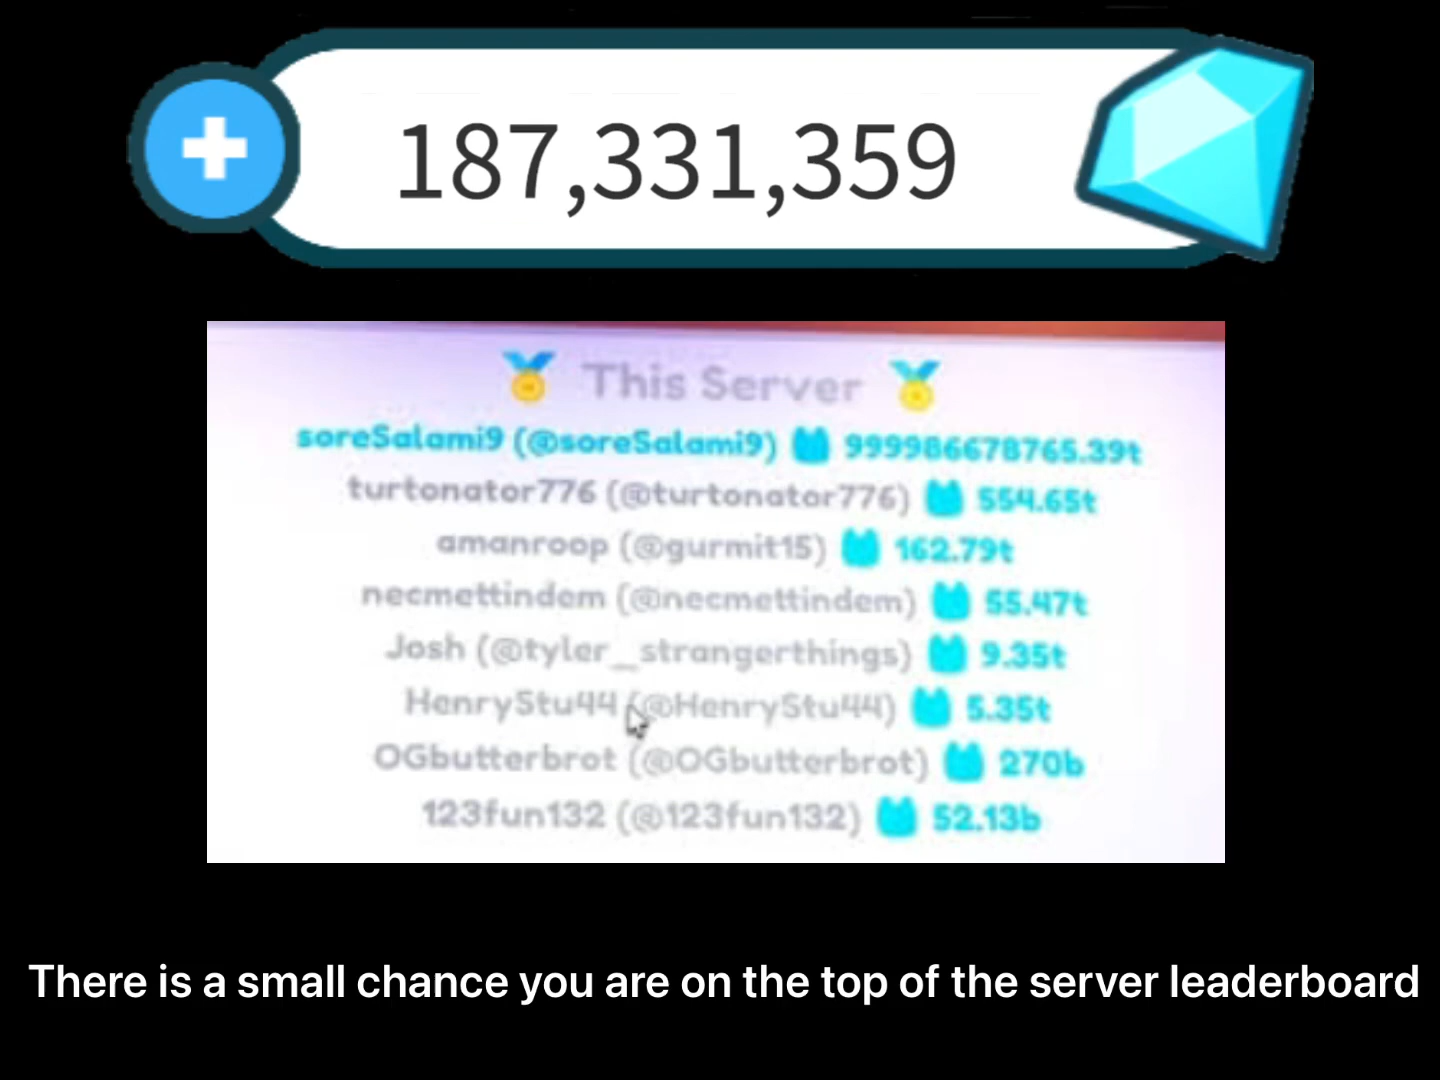 187,331,359
This Server
soreSalami9 (@soreSalami9) 999986678765.39t
turtonator776 (@turtonator776) 554.65t
amanroop (@gurmit15) 162.79t
necmettindem (@necmettindem) 55.47t
Josh (@tyler_strangerthings) 9.35t
HenryStu44 (@HenryStu44) 5.35t
OGbutterbrot (@OGbutterbrot) 270b
123fun132 (@123fun132) 52.13b
There is a small chance you are on the top of the server leaderboard